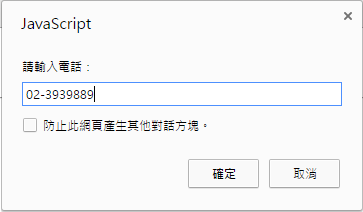 JavaScript
請輸入電話：
02-3939889
防止此網頁產生其他對話方塊。
確定
取消